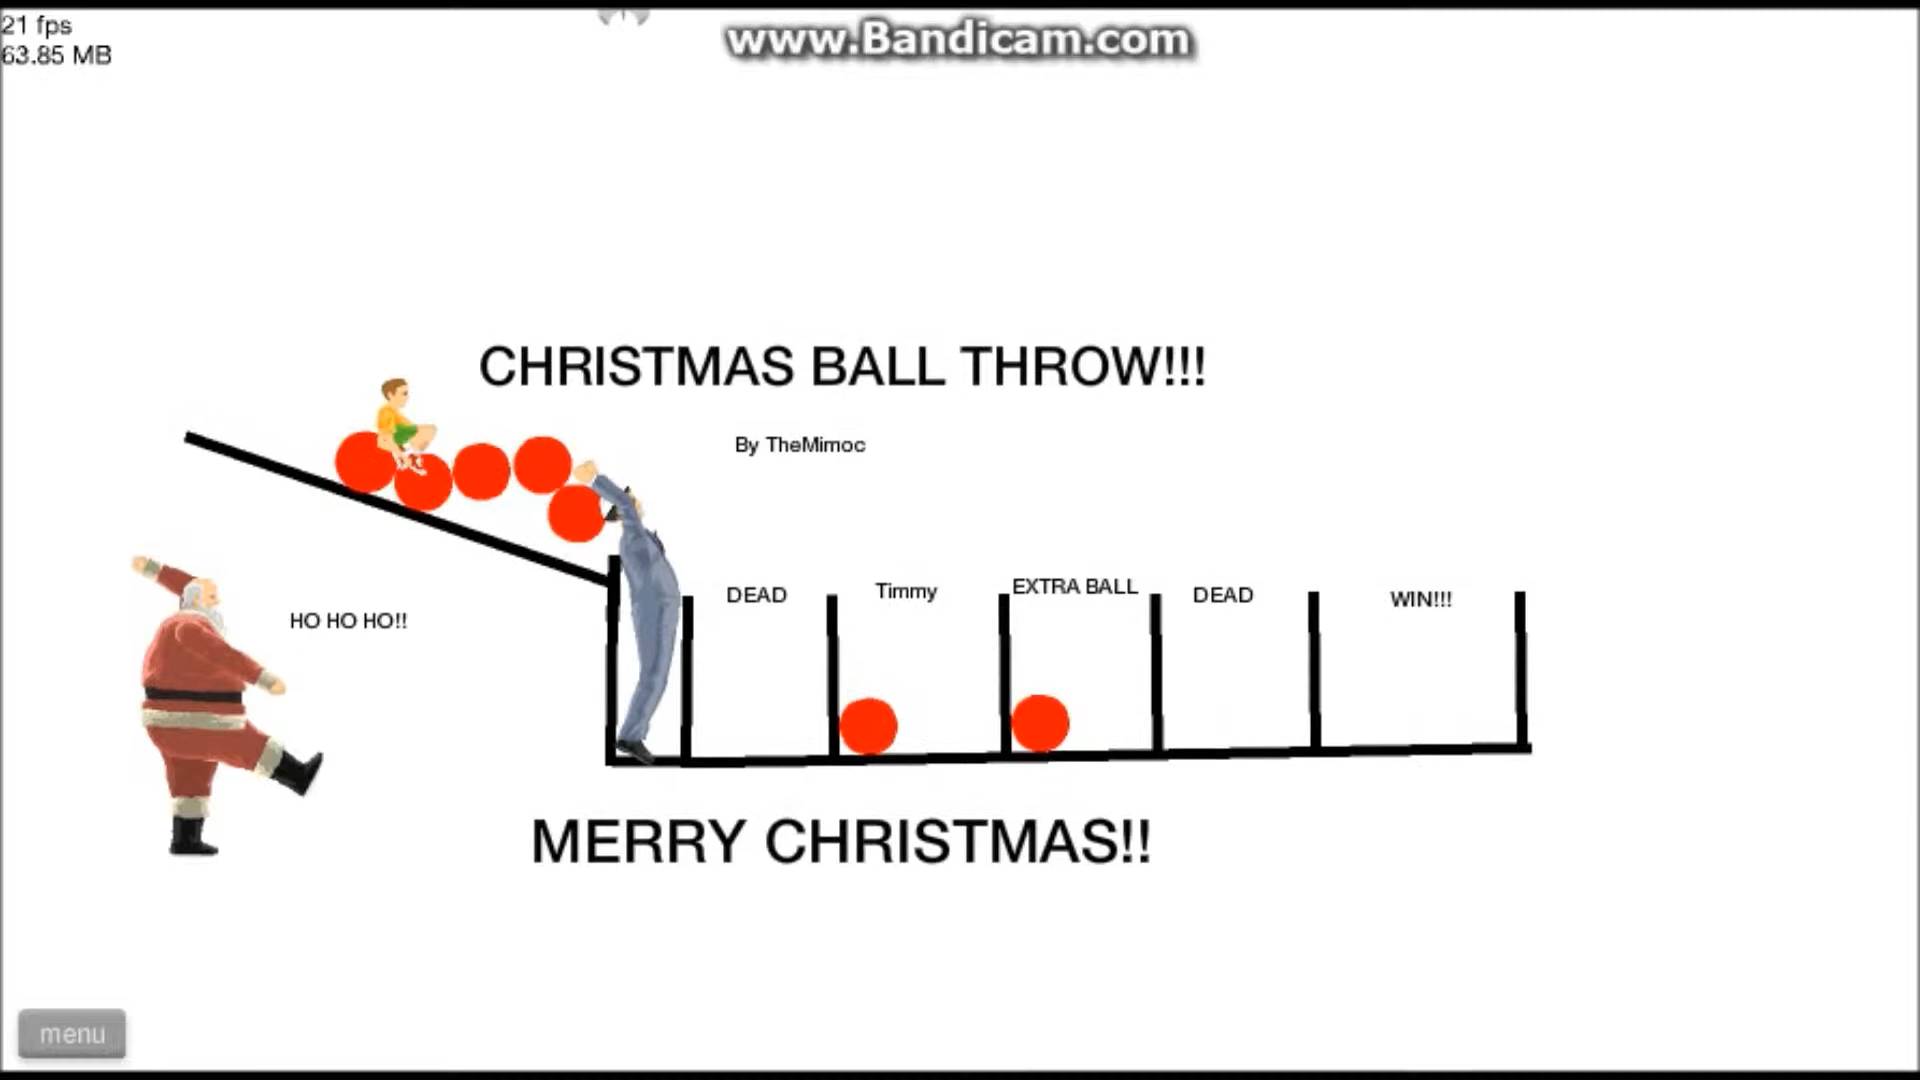 21 fps
63.85 MB
www.Bandicam.com
CHRISTMAS BALL THROW!!!
By TheMimoc
HO HO HO!!
DEAD
Timmy
EXTRA BALL
DEAD
WIN!!!
MERRY CHRISTMAS!!
menu